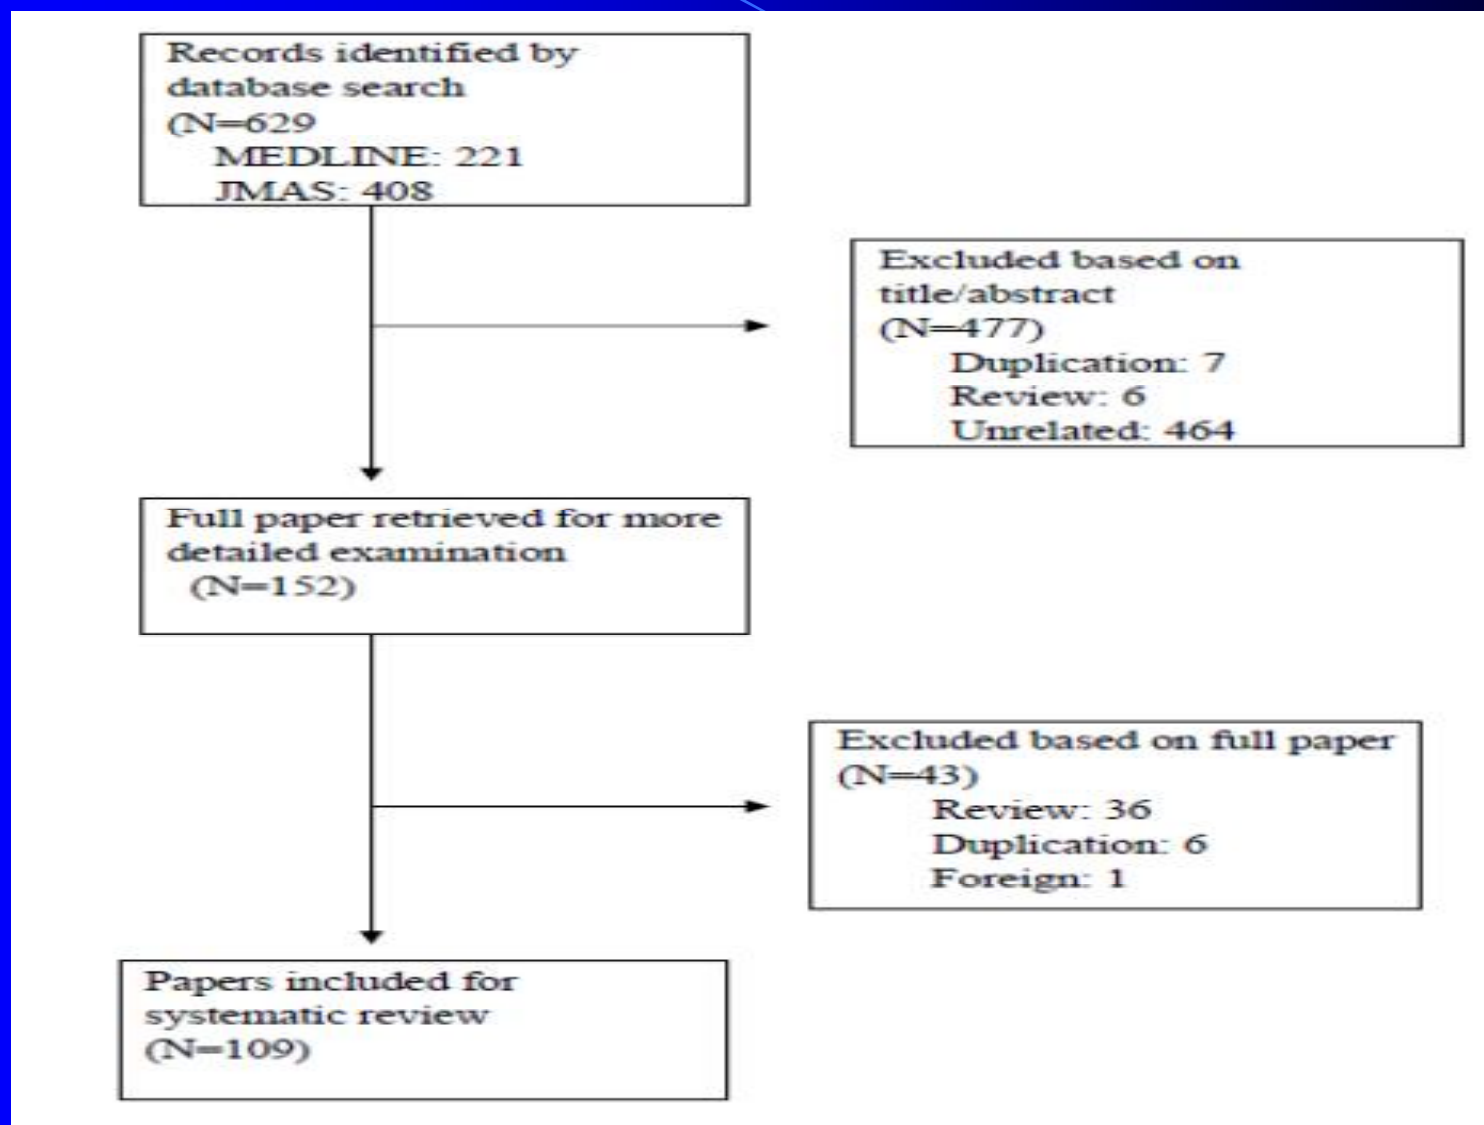 Records identified by
database search
(N=629
MEDLINE: 221
JMAS: 408
Excluded based on
title/abstract
(N=477)
Duplication: 7
Review: 6
Unrelated: 464
Full paper retrieved for more
detailed examination
(N=152)
Excluded based on full paper
(N=43)
Review: 36
Duplication: 6
Foreign: 1
Papers included for
systematic review
(N=109)